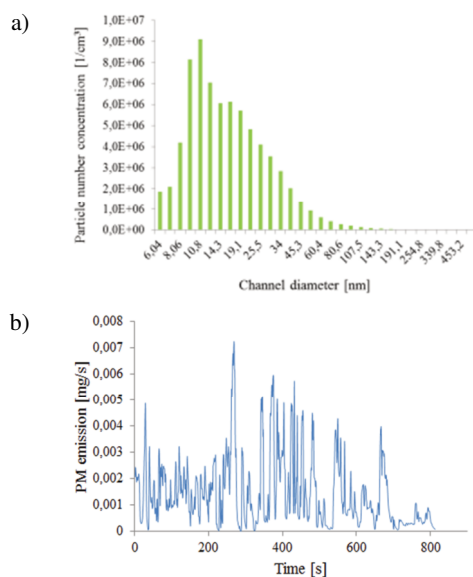 a)
Particle number concentration [1/cm³]
1,0E+07
9,0E+06
8,0E+06
7,0E+06
6,0E+06
5,0E+06
4,0E+06
3,0E+06
2,0E+06
1,0E+06
0,0E+00
6,04 8,06 10,8 14,3 19,1 25,5 34 45,3 60,4 80,6 107,5 143,3 191,1 254,8 339,8 453,2
Channel diameter [nm]
b)
PM emission [mg/s]
0,008
0,007
0,006
0,005
0,004
0,003
0,002
0,001
0
0 200 400 600 800
Time [s]